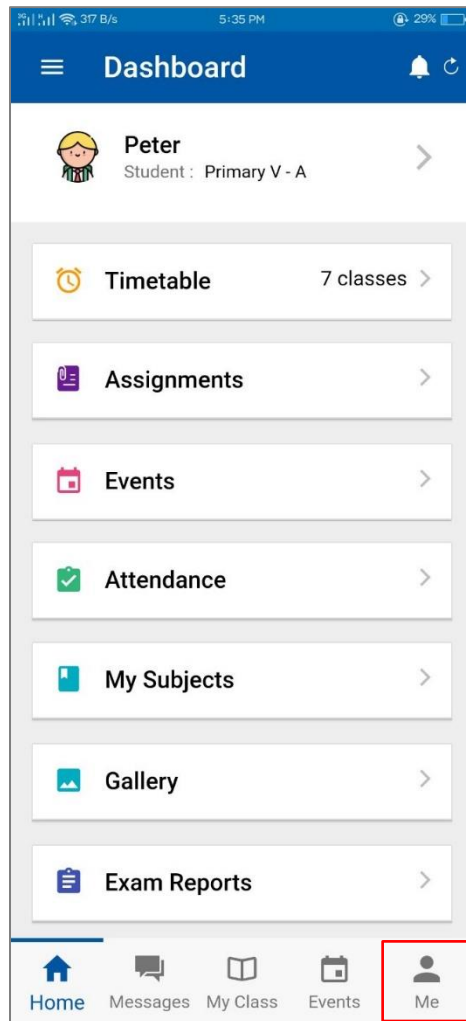 317 B/s 5:35 PM 29%
Dashboard
Peter
Student : Primary V - A
Timetable 7 classes
Assignments
Events
Attendance
My Subjects
Gallery
Exam Reports
Home Messages My Class Events Me